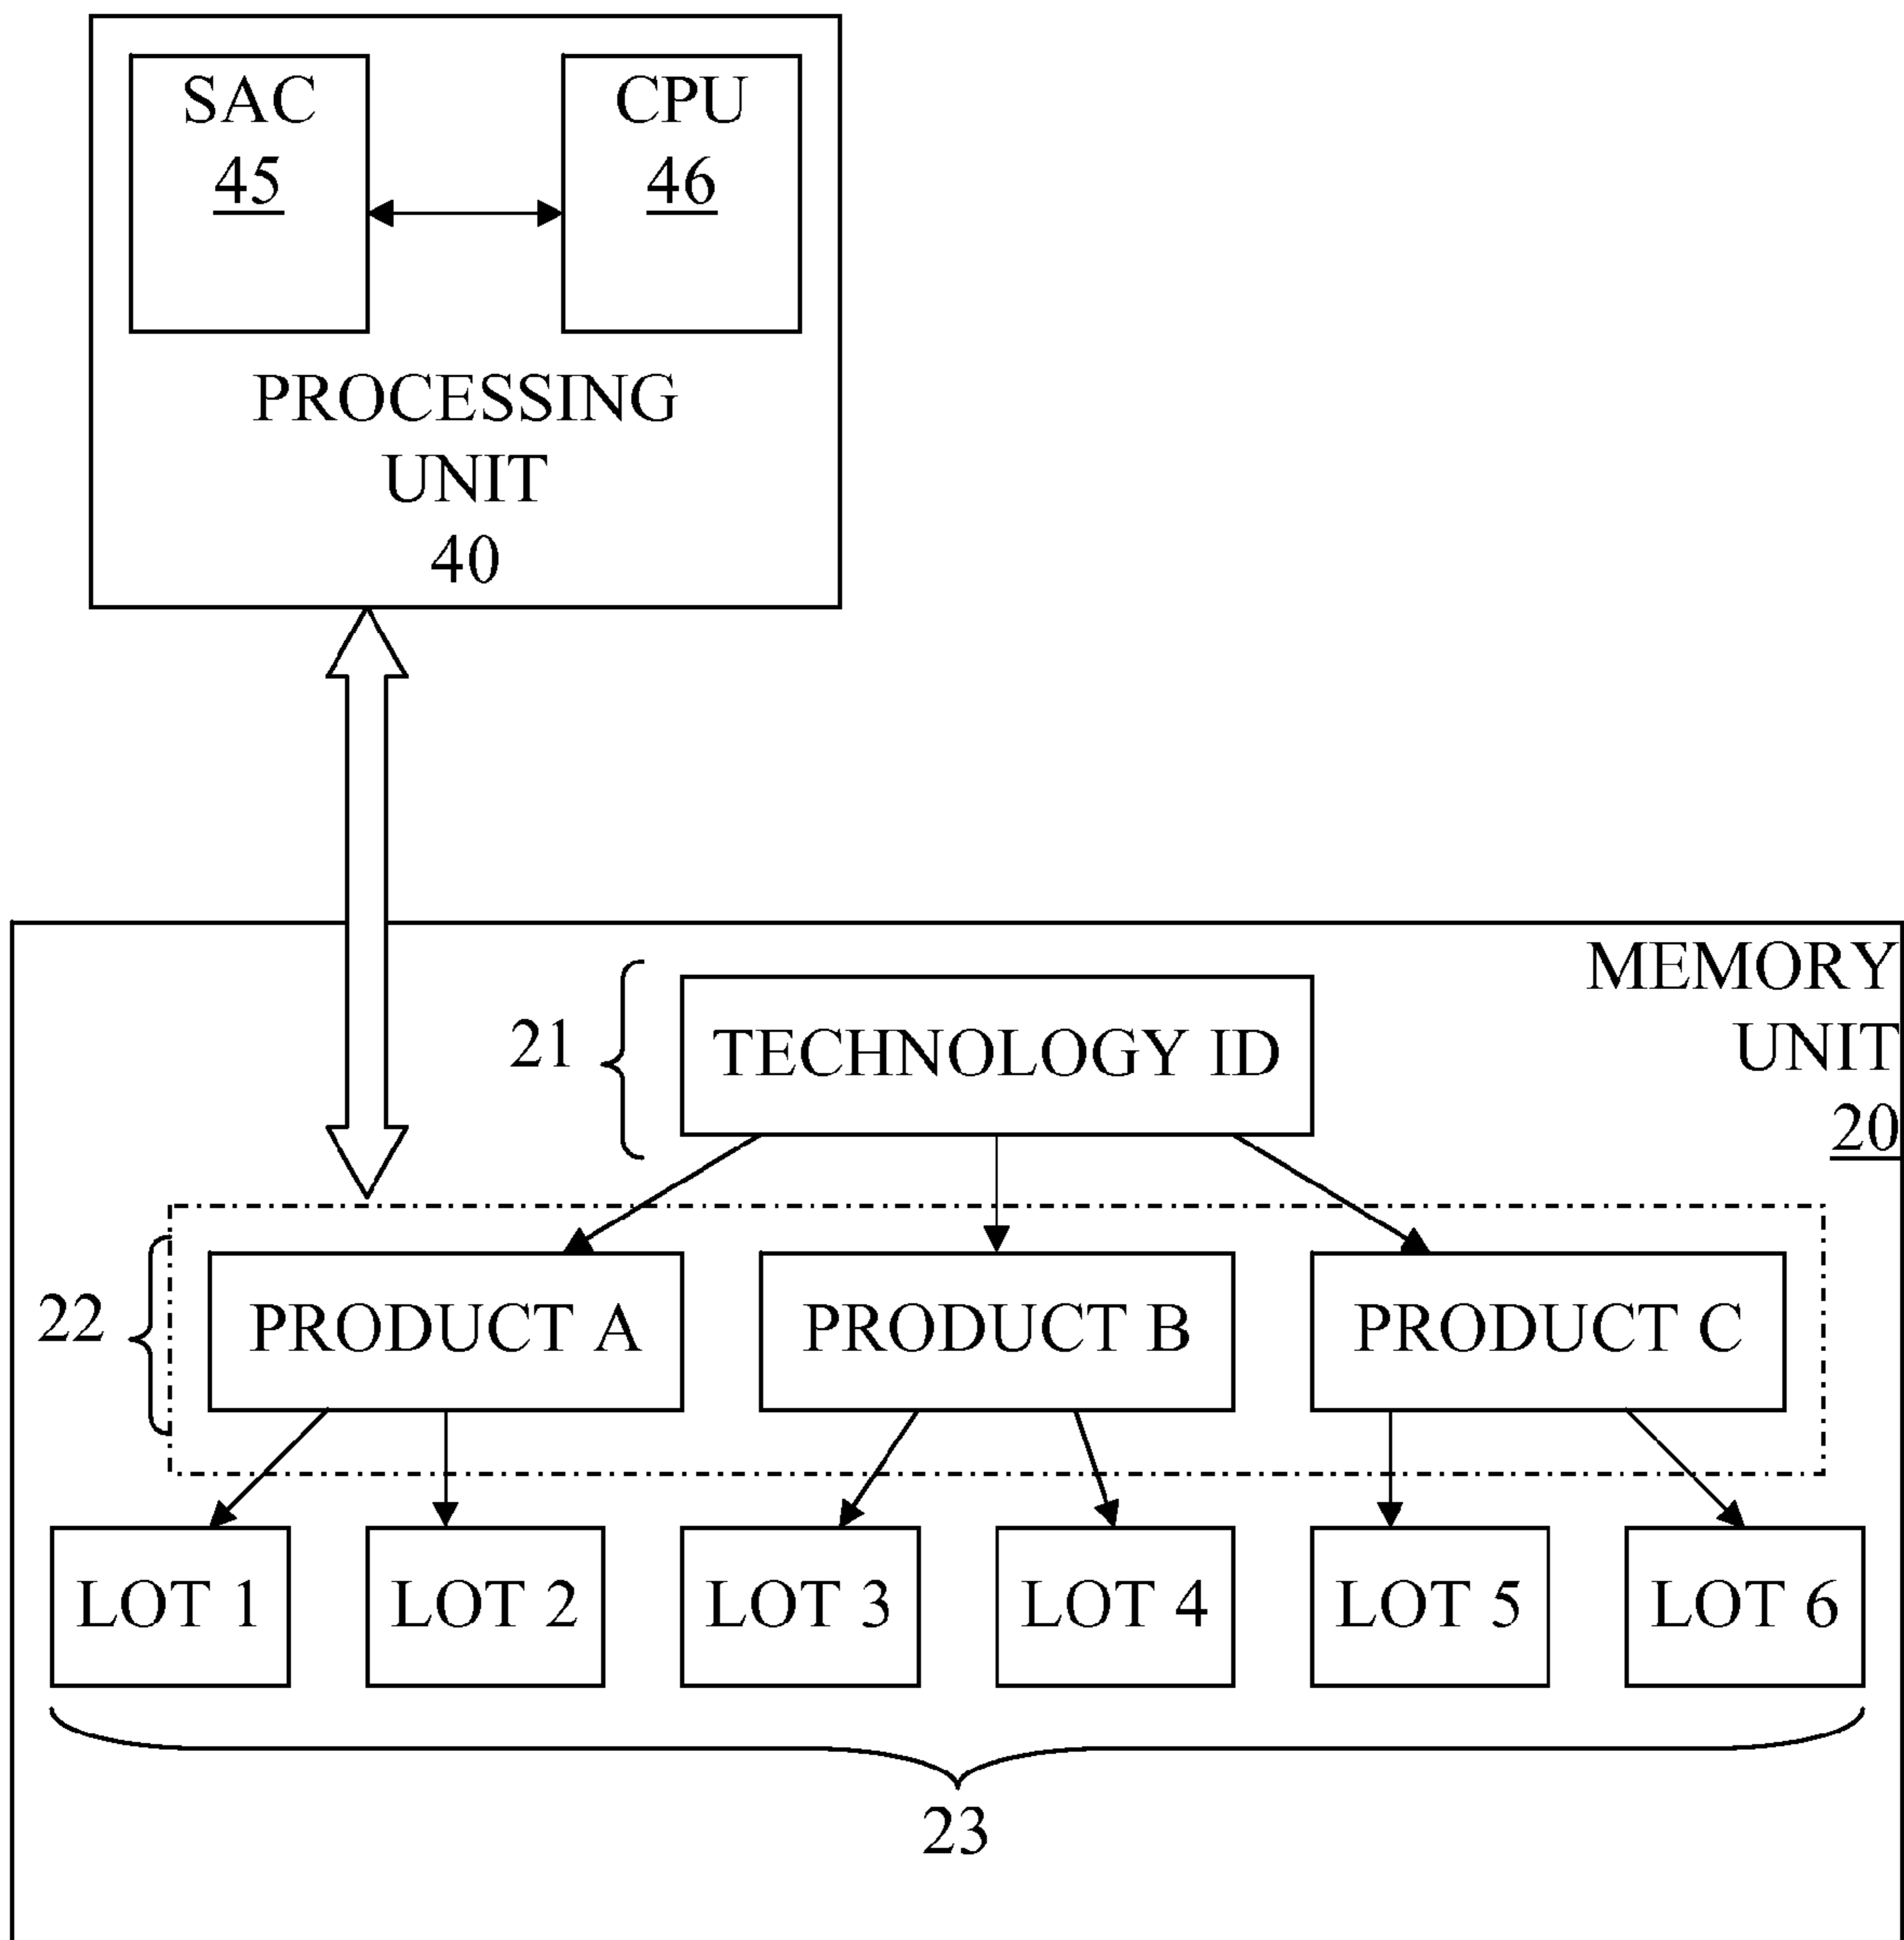 SAC
45
CPU
46
PROCESSING
UNIT
40
MEMORY
UNIT
20
21
TECHNOLOGY ID
22
PRODUCT A
PRODUCT B
PRODUCT C
LOT 1
LOT 2
LOT 3
LOT 4
LOT 5
LOT 6
23